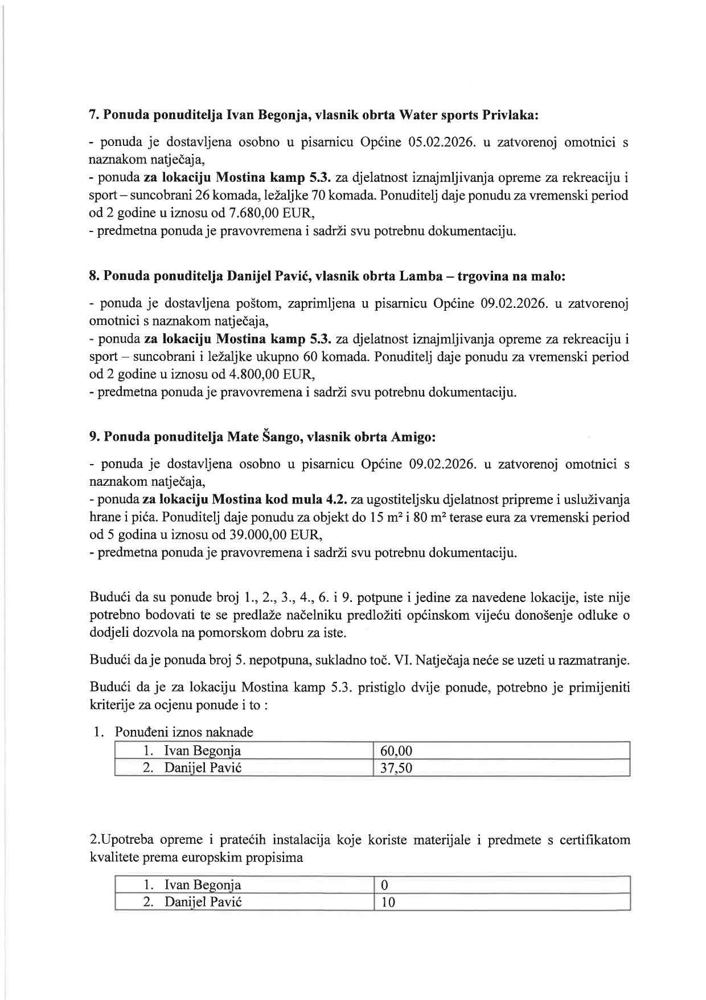 7. Ponuda ponuditelja Ivan Begonja, vlasnik obrta Water sports Privlaka:
- ponuda je dostavljena osobno u pisarnicu Općine 05.02.2026. u zatvorenoj omotnici s
naznakom natječaja,
- ponuda za lokaciju Mostina kamp 5.3. za djelatnost iznajmljivanja opreme za rekreaciju i
sport – suncobrani 26 komada, ležaljke 70 komada. Ponuditelj daje ponudu za vremenski period
od 2 godine u iznosu od 7.680,00 EUR,
- predmetna ponuda je pravovremena i sadrži svu potrebnu dokumentaciju.
8. Ponuda ponuditelja Danijel Pavić, vlasnik obrta Lamba – trgovina na malo:
- ponuda je dostavljena poštom, zaprimljena u pisarnicu Općine 09.02.2026. u zatvorenoj
omotnici s naznakom natječaja,
- ponuda za lokaciju Mostina kamp 5.3. za djelatnost iznajmljivanja opreme za rekreaciju i
sport – suncobrani i ležaljke ukupno 60 komada. Ponuditelj daje ponudu za vremenski period
od 2 godine u iznosu od 4.800,00 EUR,
- predmetna ponuda je pravovremena i sadrži svu potrebnu dokumentaciju.
9. Ponuda ponuditelja Mate Šango, vlasnik obrta Amigo:
- ponuda je dostavljena osobno u pisarnicu Općine 09.02.2026. u zatvorenoj omotnici s
naznakom natječaja,
- ponuda za lokaciju Mostina kod mula 4.2. za ugostiteljsku djelatnost pripreme i usluživanja
hrane i pića. Ponuditelj daje ponudu za objekt do 15 m² i 80 m² terase eura za vremenski period
od 5 godina u iznosu od 39.000,00 EUR,
- predmetna ponuda je pravovremena i sadrži svu potrebnu dokumentaciju.
Budući da su ponude broj 1., 2., 3., 4., 6. i 9. potpune i jedine za navedene lokacije, iste nije
potrebno bodovati te se predlaže načelniku predložiti općinskom vijeću donošenje odluke o
dodjeli dozvola na pomorskom dobru za iste.
Budući da je ponuda broj 5. nepotpuna, sukladno toč. VI. Natječaja neće se uzeti u razmatranje.
Budući da je za lokaciju Mostina kamp 5.3. pristiglo dvije ponude, potrebno je primijeniti
kriterije za ocjenu ponude i to :
1. Ponuđeni iznos naknade
1. Ivan Begonja 60,00
2. Danijel Pavić 37,50
2.Upotreba opreme i pratećih instalacija koje koriste materijale i predmete s certifikatom
kvalitete prema europskim propisima
1. Ivan Begonja 0
2. Danijel Pavić 10